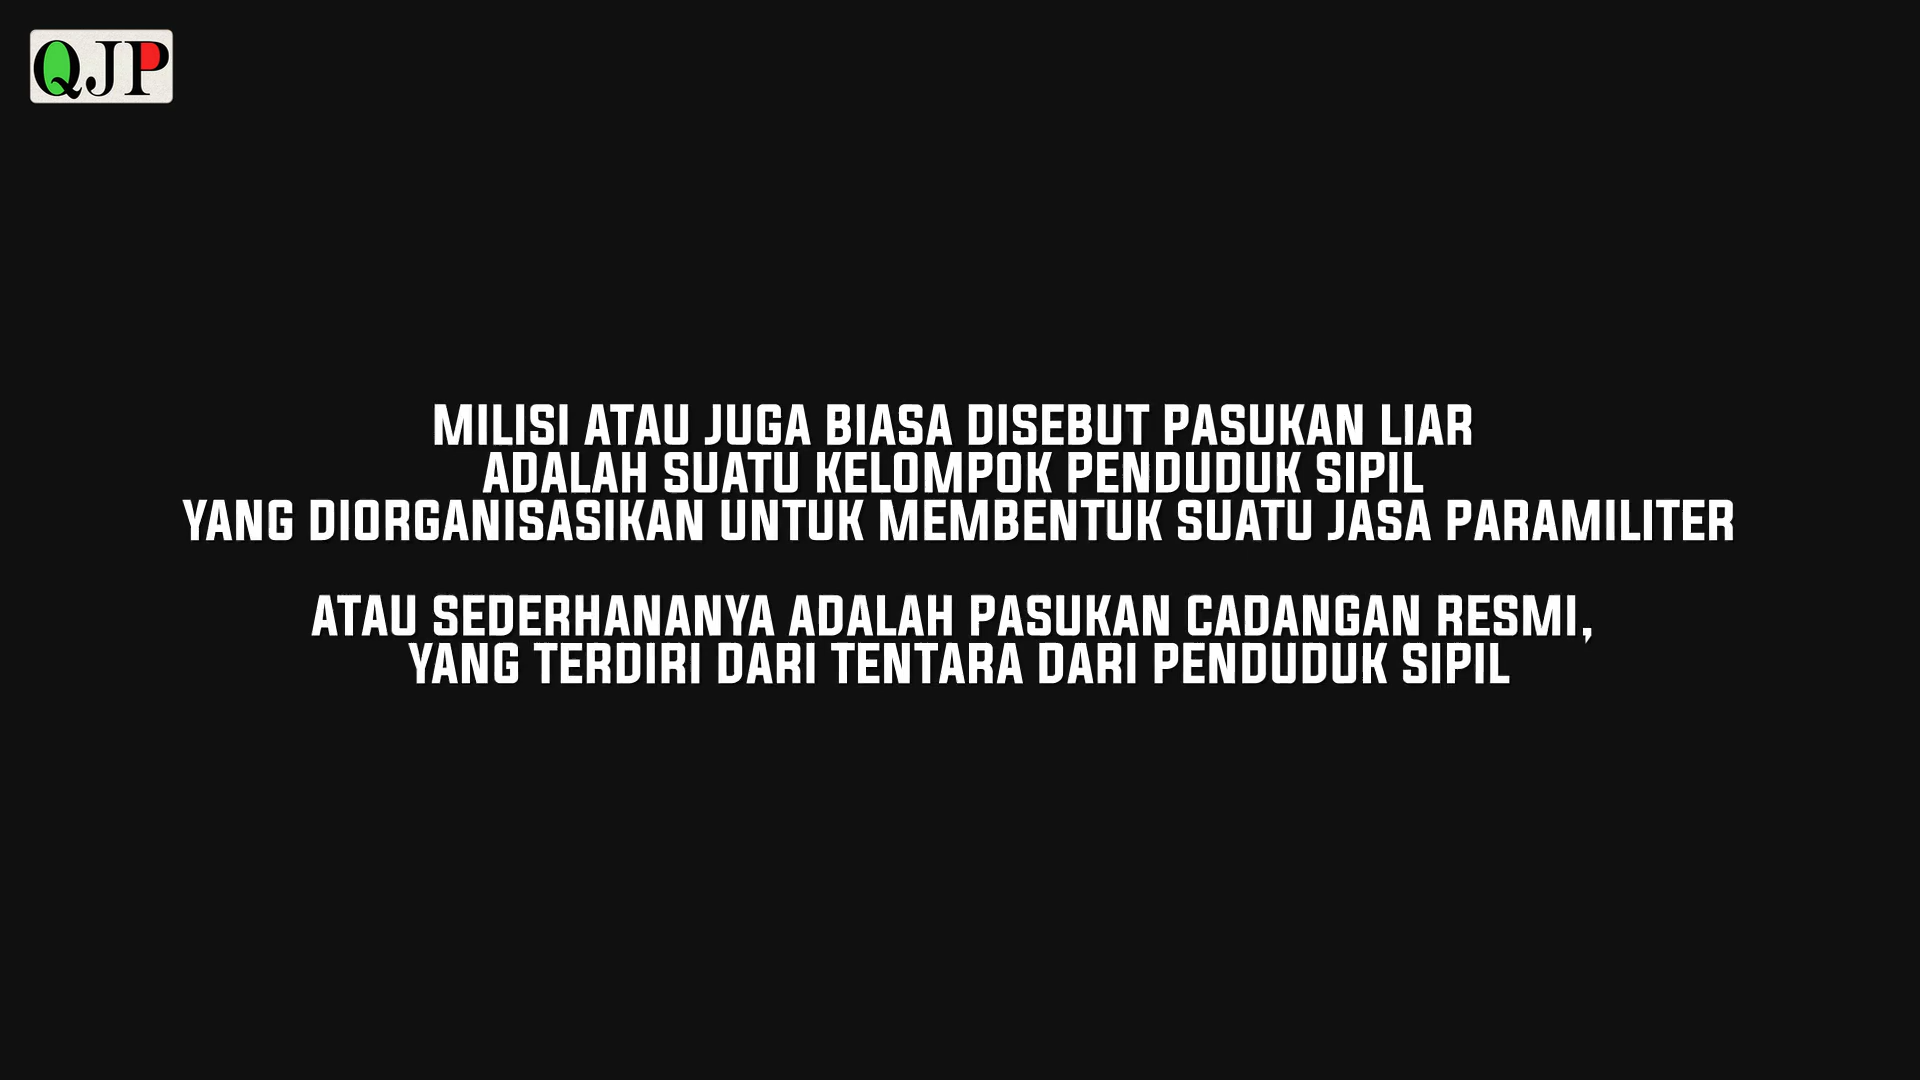 QJP
MILISI ATAU JUGA BIASA DISEBUT PASUKAN LIAR
ADALAH SUATU KELOMPOK PENDUDUK SIPIL
YANG DIORGANISASIKAN UNTUK MEMBENTUK SUATU JASA PARAMILITER
ATAU SEDERHANANYA ADALAH PASUKAN CADANGAN RESMI,
YANG TERDIRI DARI TENTARA DARI PENDUDUK SIPIL